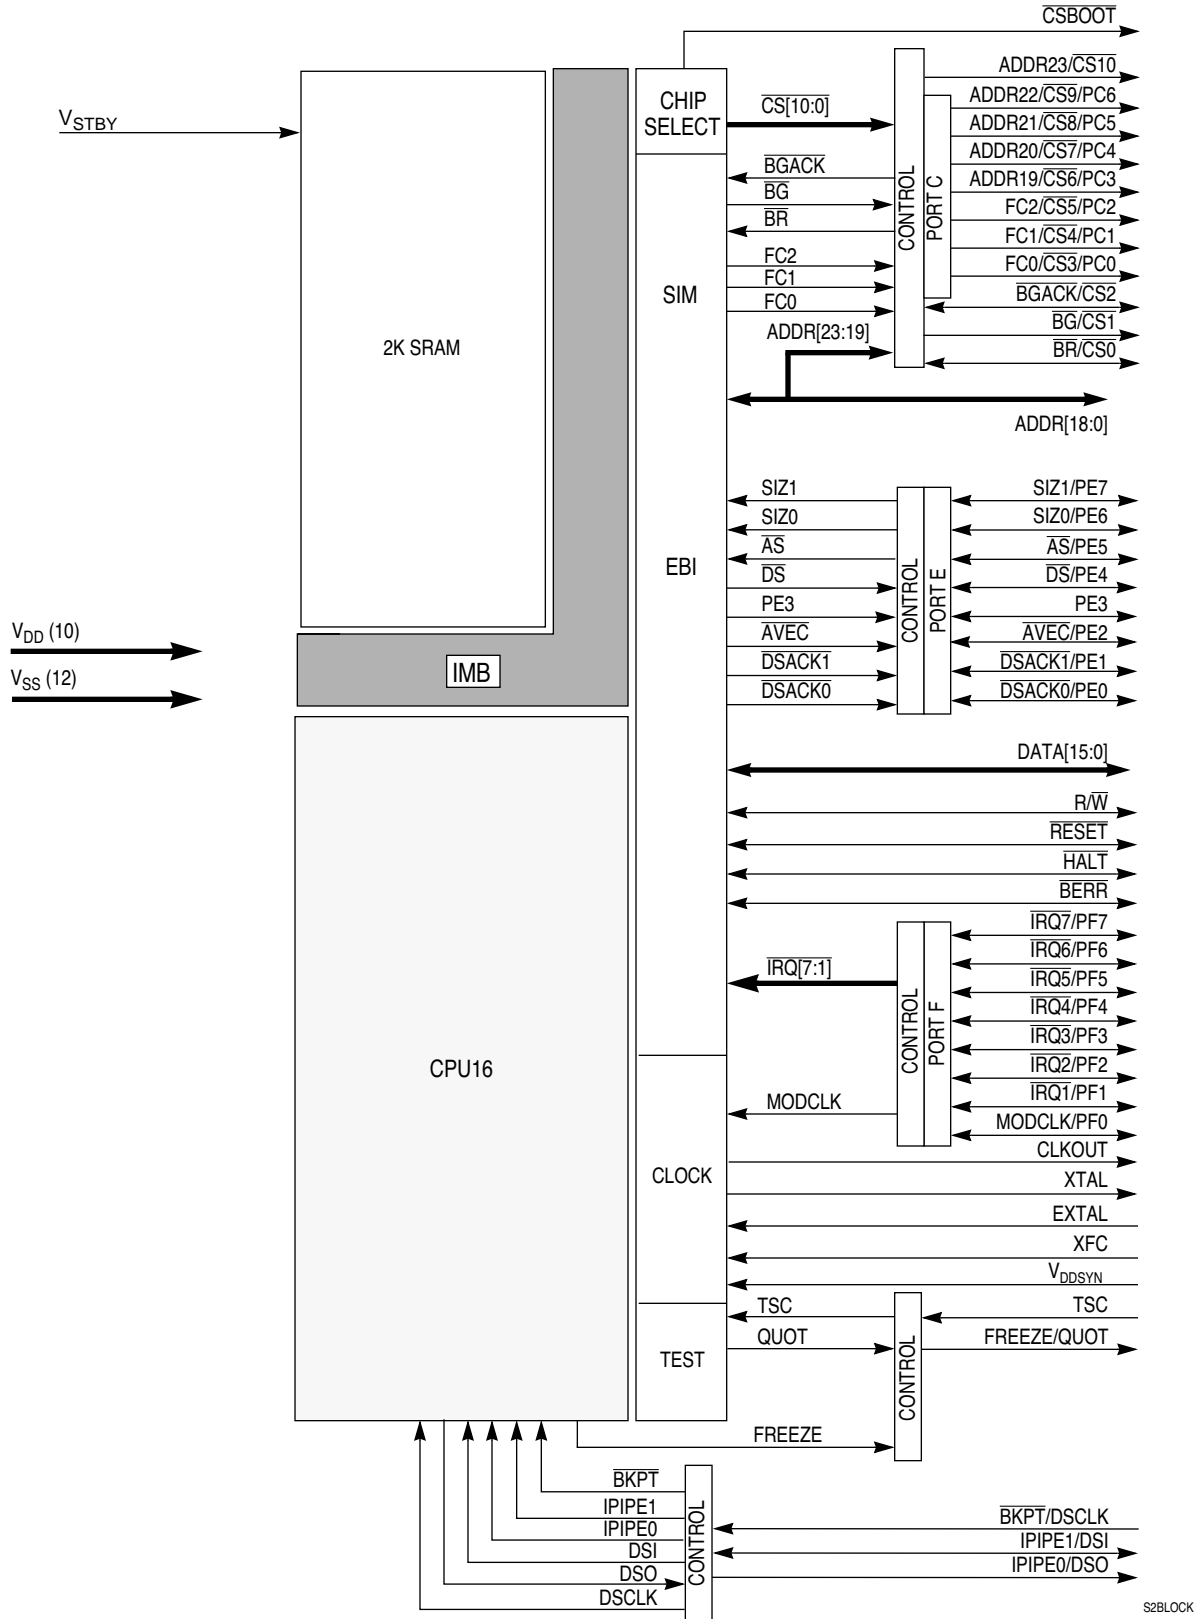 CSBOOT
ADDR23/CS10
CHIP SELECT
CS[10:0]
CONTROL
PORT C
ADDR22/CS9/PC6
ADDR21/CS8/PC5
ADDR20/CS7/PC4
ADDR19/CS6/PC3
FC2/CS5/PC2
FC1/CS4/PC1
FC0/CS3/PC0
BGACK/CS2
BG/CS1
BR/CS0
VSTBY
BGACK
BG
BR
FC2
FC1
FC0
SIM
2K SRAM
ADDR[23:19]
ADDR[18:0]
EBI
SIZ1
SIZ0
AS
DS
PE3
AVEC
DSACK1
DSACK0
CONTROL
PORT E
SIZ1/PE7
SIZ0/PE6
AS/PE5
DS/PE4
PE3
AVEC/PE2
DSACK1/PE1
DSACK0/PE0
VDD (10)
VSS (12)
IMB
DATA[15:0]
R/W
RESET
HALT
BERR
IRQ[7:1]
CONTROL
PORT F
IRQ7/PF7
IRQ6/PF6
IRQ5/PF5
IRQ4/PF4
IRQ3/PF3
IRQ2/PF2
IRQ1/PF1
MODCLK/PF0
CPU16
MODCLK
CLOCK
CLKOUT
XTAL
EXTAL
XFC
VDDSYN
TEST
TSC
QUOT
CONTROL
TSC
FREEZE/QUOT
FREEZE
BKPT
IPIPE1
IPIPE0
DSI
DSO
DSCLK
CONTROL
BKPT/DSCLK
IPIPE1/DSI
IPIPE0/DSO
S2BLOCK